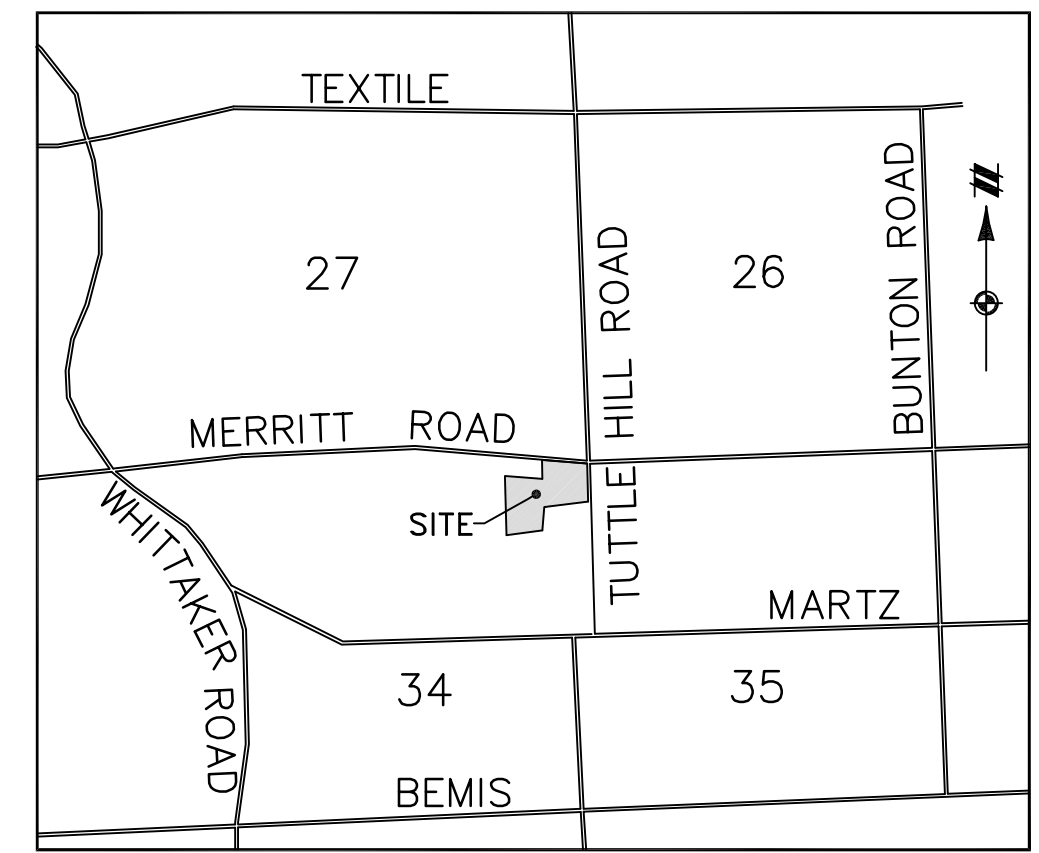 TEXTILE
N
BUNTON ROAD
27
26
TUTTLE HILL ROAD
MERRITT ROAD
SITE
WHITTAKER ROAD
MARTZ
34
35
BEMIS